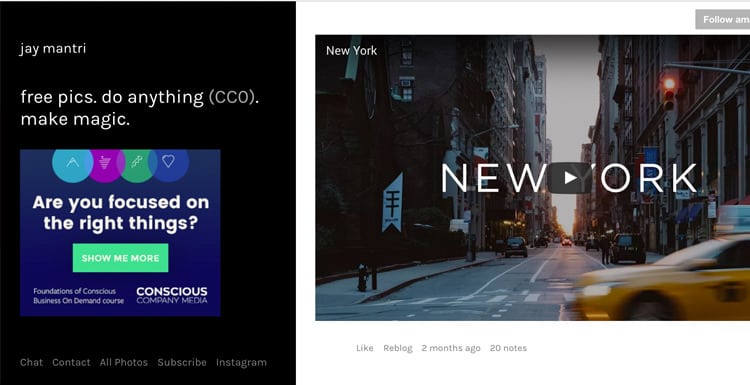 jay mantri
free pics. do anything (CC0).
make magic.
Are you focused on
the right things?
SHOW ME MORE
Foundations of Conscious
Business On Demand course
CONSCIOUS
COMPANY MEDIA
Chat Contact All Photos Subscribe Instagram
Follow am
New York
NEW YORK
Like Reblog 2 months ago 20 notes